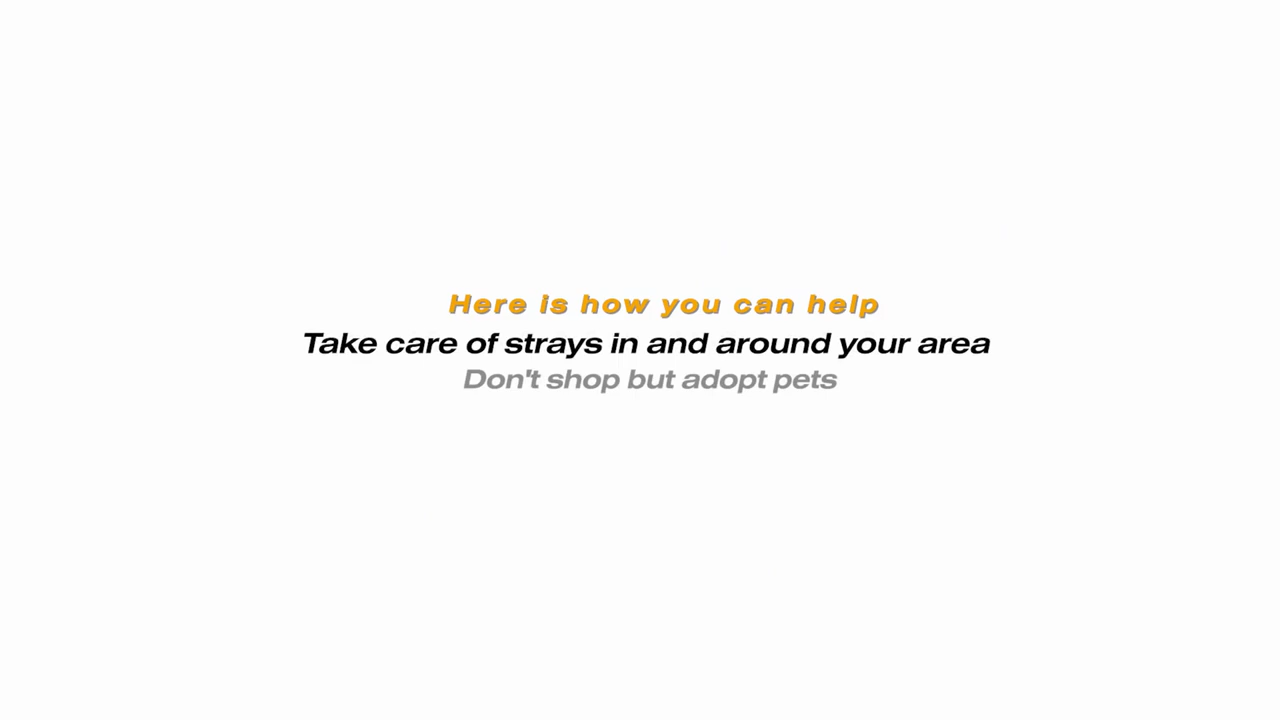 Here is how you can help
Take care of strays in and around your area
Don't shop but adopt pets